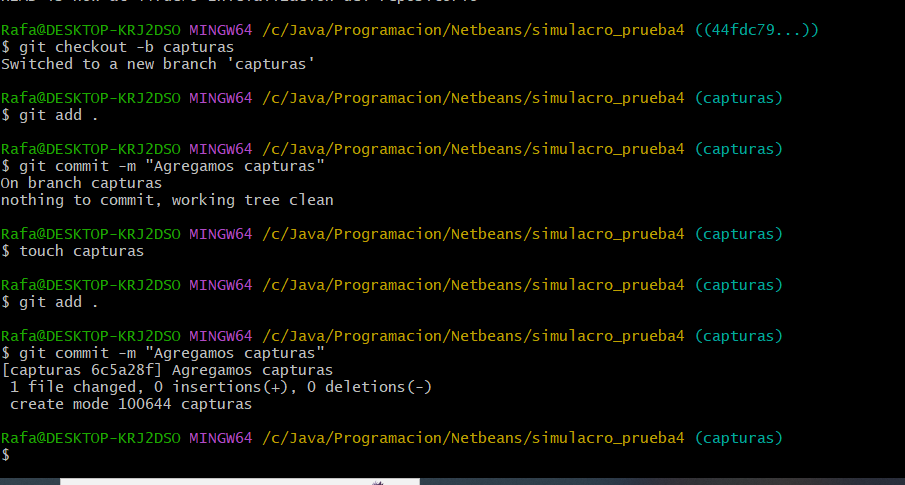 Rafa@DESKTOP-KRJ2DSO MINGW64 /c/Java/Programacion/Netbeans/simulacro_prueba4 ((44fdc79...))
$ git checkout -b capturas
Switched to a new branch 'capturas'
Rafa@DESKTOP-KRJ2DSO MINGW64 /c/Java/Programacion/Netbeans/simulacro_prueba4 (capturas)
$ git add .
Rafa@DESKTOP-KRJ2DSO MINGW64 /c/Java/Programacion/Netbeans/simulacro_prueba4 (capturas)
$ git commit -m "Agregamos capturas"
On branch capturas
nothing to commit, working tree clean
Rafa@DESKTOP-KRJ2DSO MINGW64 /c/Java/Programacion/Netbeans/simulacro_prueba4 (capturas)
$ touch capturas
Rafa@DESKTOP-KRJ2DSO MINGW64 /c/Java/Programacion/Netbeans/simulacro_prueba4 (capturas)
$ git add .
Rafa@DESKTOP-KRJ2DSO MINGW64 /c/Java/Programacion/Netbeans/simulacro_prueba4 (capturas)
$ git commit -m "Agregamos capturas"
[capturas 6c5a28f] Agregamos capturas
 1 file changed, 0 insertions(+), 0 deletions(-)
 create mode 100644 capturas
Rafa@DESKTOP-KRJ2DSO MINGW64 /c/Java/Programacion/Netbeans/simulacro_prueba4 (capturas)
$